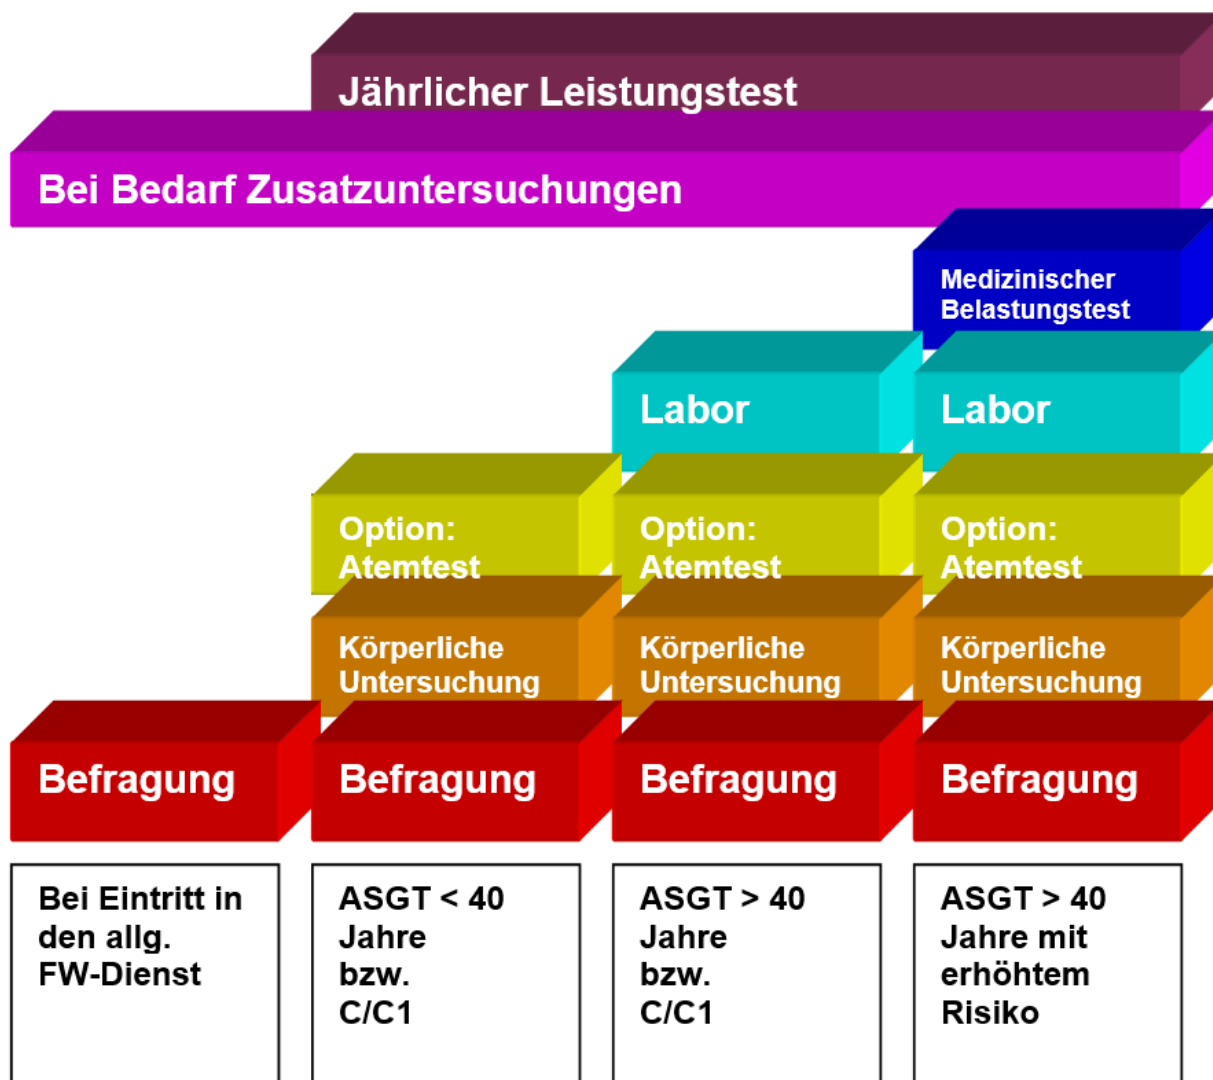 Jährlicher Leistungstest
Bei Bedarf Zusatzuntersuchungen
Medizinischer
Belastungstest
Labor
Labor
Option:
Atemtest
Option:
Atemtest
Option:
Atemtest
Körperliche
Untersuchung
Körperliche
Untersuchung
Körperliche
Untersuchung
Befragung
Befragung
Befragung
Befragung
Bei Eintritt in
den allg.
FW-Dienst
ASGT < 40
Jahre
bzw.
C/C1
ASGT > 40
Jahre
bzw.
C/C1
ASGT > 40
Jahre mit
erhöhtem
Risiko